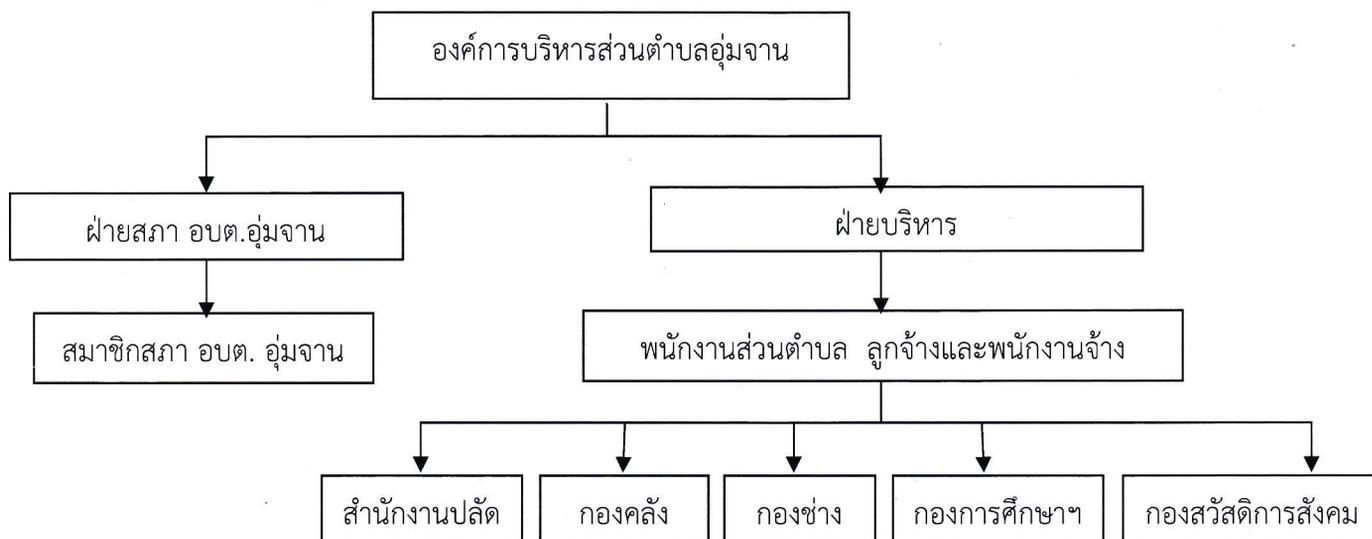 องค์การบริหารส่วนตำบลอุ่มจาน
ฝ่ายสภา อบต.อุ่มจาน
ฝ่ายบริหาร
สมาชิกสภา อบต. อุ่มจาน
พนักงานส่วนตำบล ลูกจ้างและพนักงานจ้าง
สำนักงานปลัด
กองคลัง
กองช่าง
กองการศึกษาฯ
กองสวัสดิการสังคม